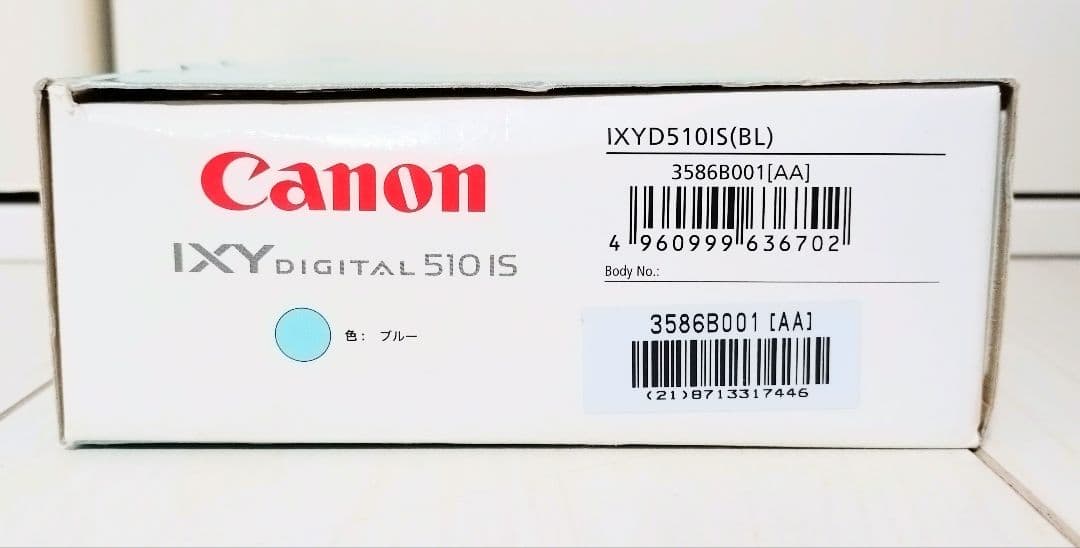 Canon
IXY DIGITAL 510 IS
色： ブルー
IXYD510IS(BL)
3586B001[AA]
4 960999 636702
Body No.:
3586B001 [AA]
(21)8713317446